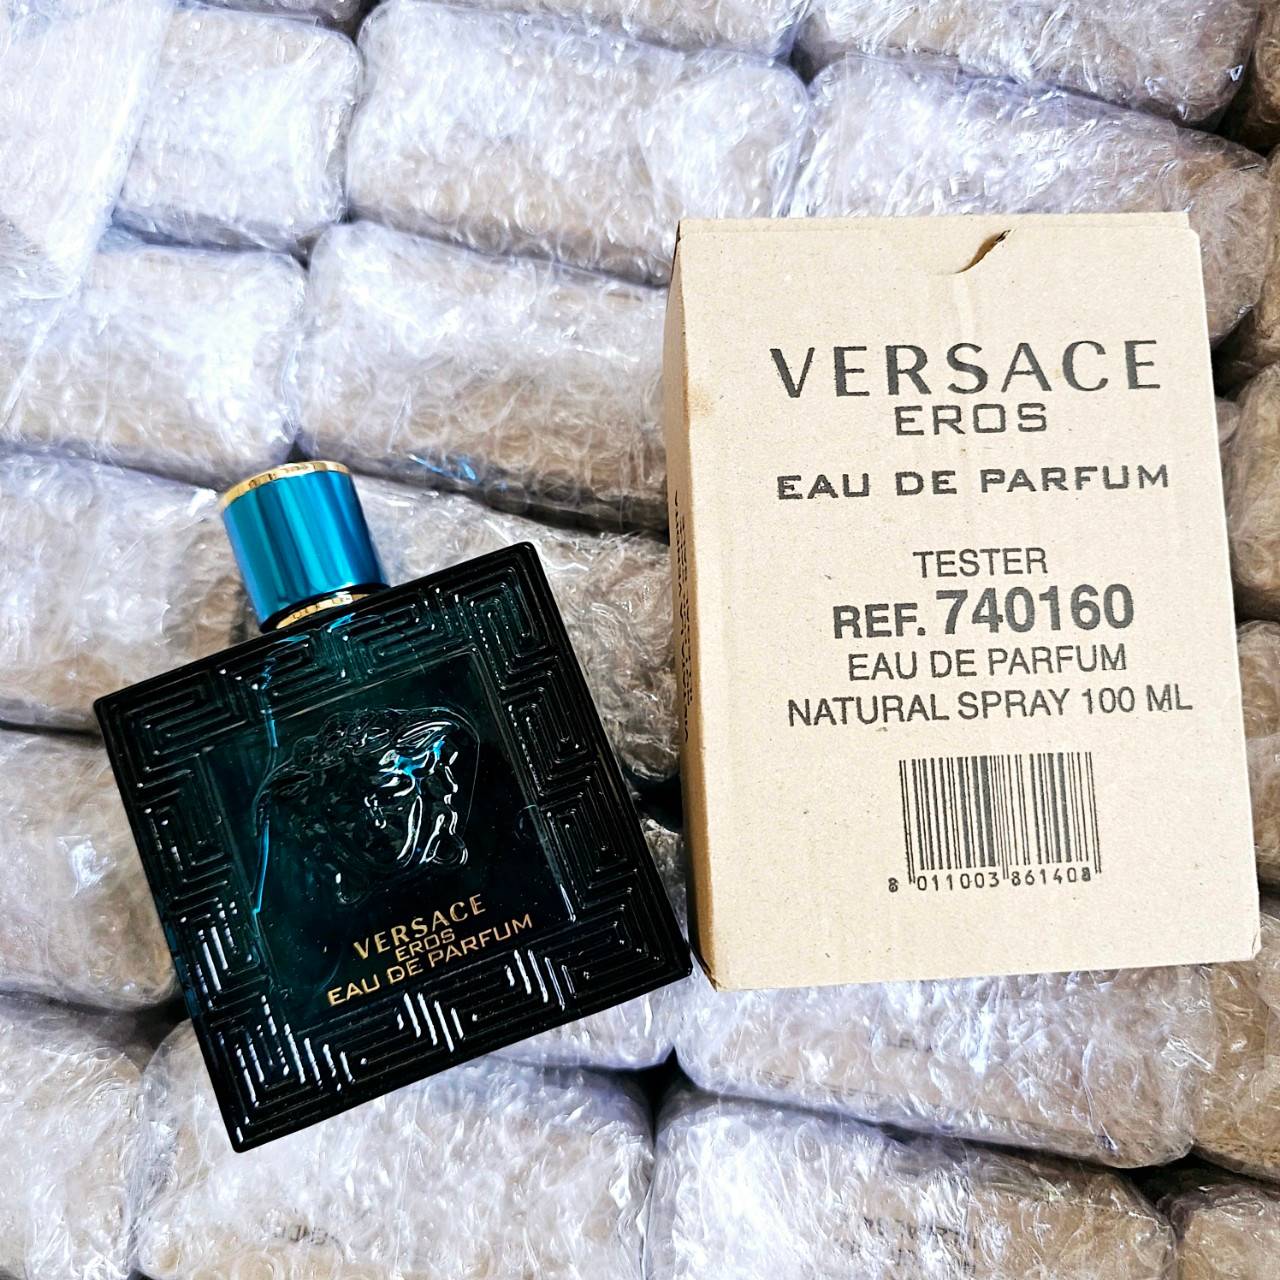 VERSACE
EROS
EAU DE PARFUM
TESTER
REF. 740160
EAU DE PARFUM
NATURAL SPRAY 100 ML
8 011003 861408
VERSACE
EROS
EAU DE PARFUM